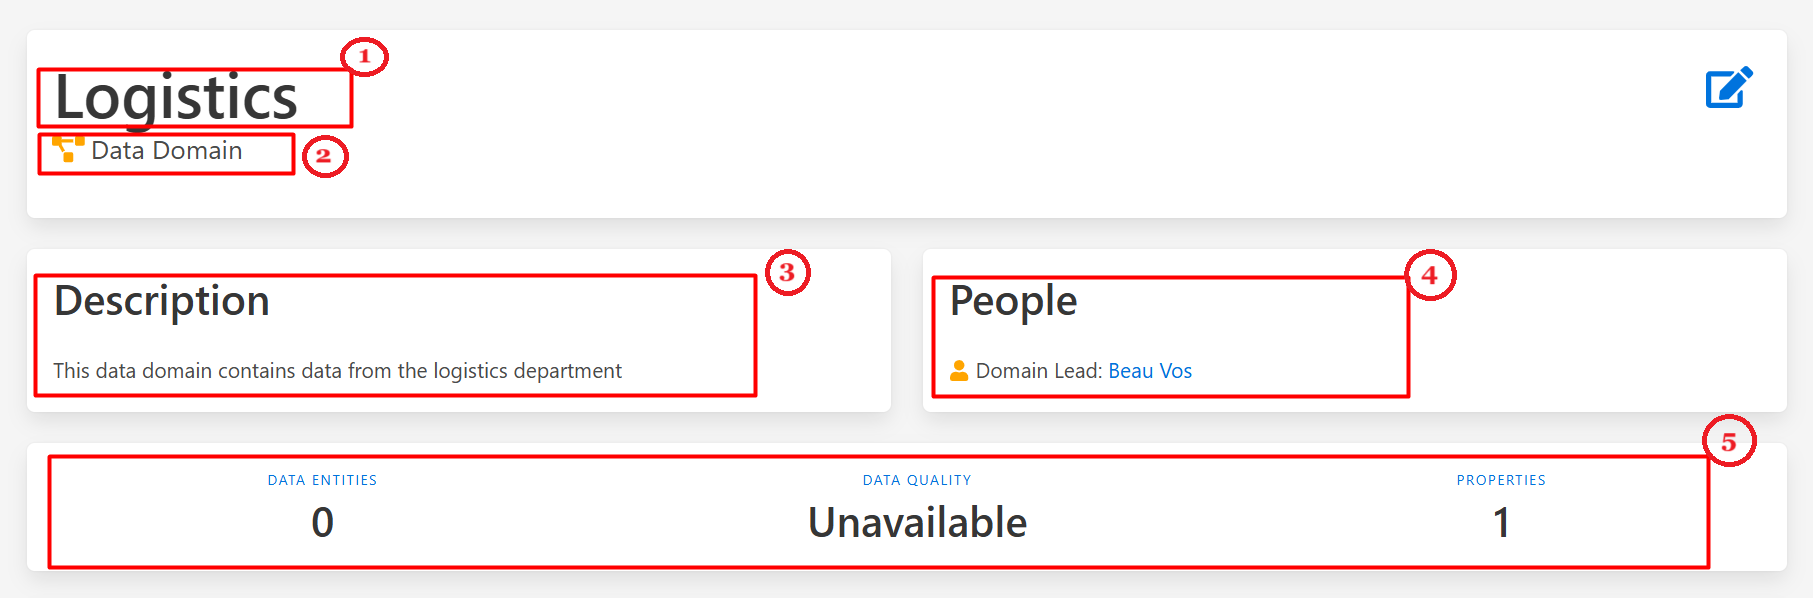 1
Logistics
Data Domain
2
3
Description
This data domain contains data from the logistics department
4
People
Domain Lead: Beau Vos
5
DATA ENTITIES
0
DATA QUALITY
Unavailable
PROPERTIES
1